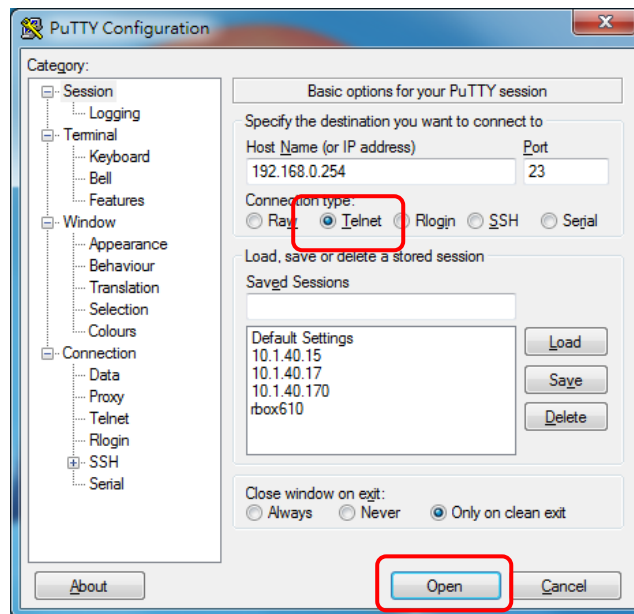 PuTTY Configuration
Category:
Session
Logging
Terminal
Keyboard
Bell
Features
Window
Appearance
Behaviour
Translation
Selection
Colours
Connection
Data
Proxy
Telnet
Rlogin
SSH
Serial
Basic options for your PuTTY session
Specify the destination you want to connect to
Host Name (or IP address) Port
192.168.0.254 23
Connection type:
Raw Telnet Rlogin SSH Serial
Load, save or delete a stored session
Saved Sessions
Default Settings
10.1.40.15
10.1.40.17
10.1.40.170
rbox610
Load
Save
Delete
Close window on exit:
Always Never Only on clean exit
About Open Cancel